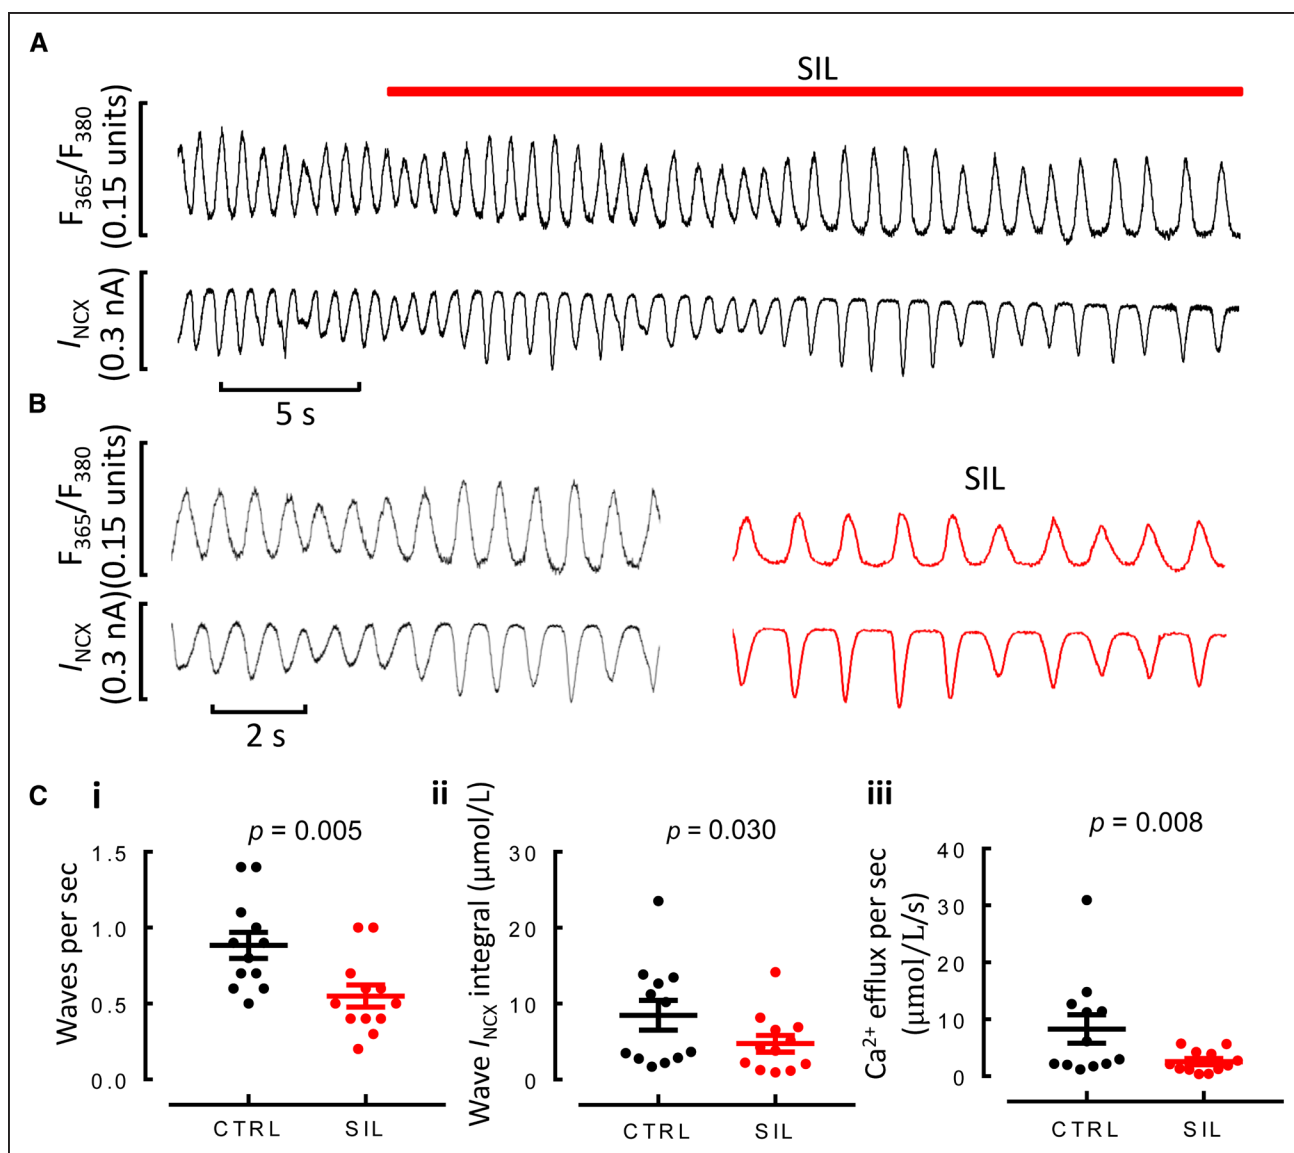 A
SIL
F365/F380
(0.15 units)
INCX
(0.3 nA)
5 s
B
F365/F380
(0.15 units)
SIL
INCX
(0.3 nA)
2 s
C
i
p = 0.005
Waves per sec
1.5
1.0
0.5
0.0
CTRL
SIL
ii
p = 0.030
Wave INCX integral (μmol/L)
30
20
10
0
CTRL
SIL
iii
p = 0.008
Ca2+ efflux per sec
(μmol/L/s)
40
30
20
10
0
CTRL
SIL